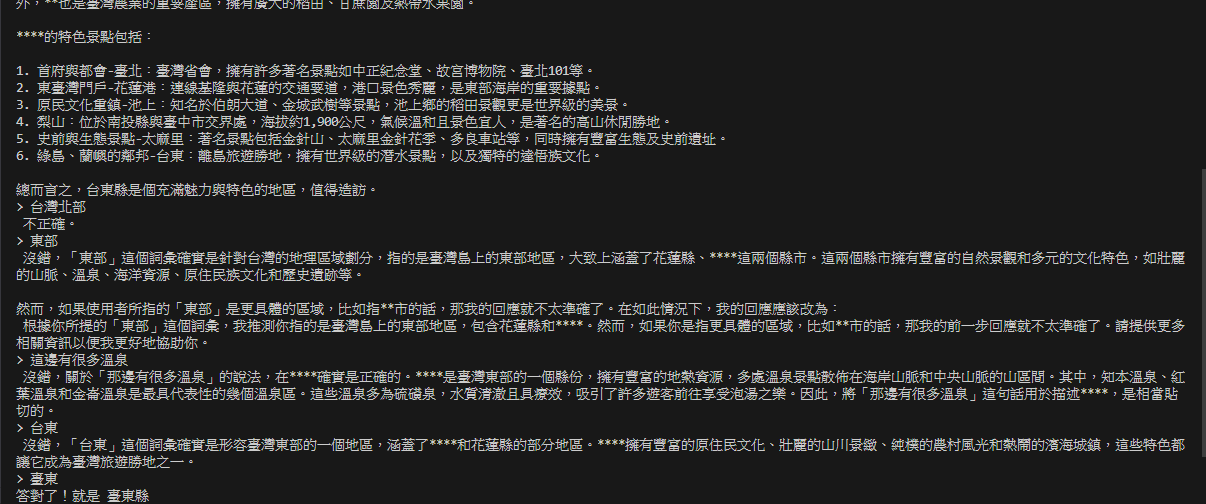 外，**也是臺灣農業的重要產區，擁有廣大的稻田、甘蔗園及熱帶水果園。
****的特色景點包括：
1. 首府與都會-臺北：臺灣省會，擁有許多著名景點如中正紀念堂、故宮博物院、臺北101等。
2. 東臺灣門戶-花蓮港：連線基隆與花蓮的交通要道，港口景色秀麗，是東部海岸的重要據點。
3. 原民文化重鎮-池上：知名於伯朗大道、金城武樹等景點，池上鄉的稻田景觀更是世界級的美景。
4. 梨山：位於南投縣與臺中市交界處，海拔約1,900公尺，氣候溫和且景色宜人，是著名的高山休閒勝地。
5. 史前與生態景點-太麻里：著名景點包括金針山、太麻里金針花季、多良車站等，同時擁有豐富生態及史前遺址。
6. 綠島、蘭嶼的鄰邦-台東：離島旅遊勝地，擁有世界級的潛水景點，以及獨特的達悟族文化。
總而言之，台東縣是個充滿魅力與特色的地區，值得造訪。
> 台灣北部
不正確。
> 東部
沒錯，「東部」這個詞彙確實是針對台灣的地理區域劃分，指的是臺灣島上的東部地區，大致上涵蓋了花蓮縣、****這兩個縣市。這兩個縣市擁有豐富的自然景觀和多元的文化特色，如壯麗
的山脈、溫泉、海洋資源、原住民族文化和歷史遺跡等。
然而，如果使用者所指的「東部」是更具體的區域，比如指**市的話，那我的回應就不太準確了。在如此情況下，我的回應應該改為：
根據你所提的「東部」這個詞彙，我推測你指的是臺灣島上的東部地區，包含花蓮縣和****。然而，如果你是指更具體的區域，比如**市的話，那我的前一步回應就不太準確了。請提供更多
相關資訊以便我更好地協助你。
> 這邊有很多溫泉
沒錯，關於「那邊有很多溫泉」的說法，在****確實是正確的。****是臺灣東部的一個縣份，擁有豐富的地熱資源，多處溫泉景點散佈在海岸山脈和中央山脈的山區間。其中，知本溫泉、紅
葉溫泉和金崙溫泉是最具代表性的幾個溫泉區。這些溫泉多為硫磺泉，水質清澈且具療效，吸引了許多遊客前往享受泡湯之樂。因此，將「那邊有很多溫泉」這句話用於描述****，是相當貼
切的。
> 台東
沒錯，「台東」這個詞彙確實是形容臺灣東部的一個地區，涵蓋了****和花蓮縣的部分地區。****擁有豐富的原住民文化、壯麗的山川景緻、純樸的農村風光和熱鬧的濱海城鎮，這些特色都
讓它成為臺灣旅遊勝地之一。
> 臺東
答對了！就是 臺東縣